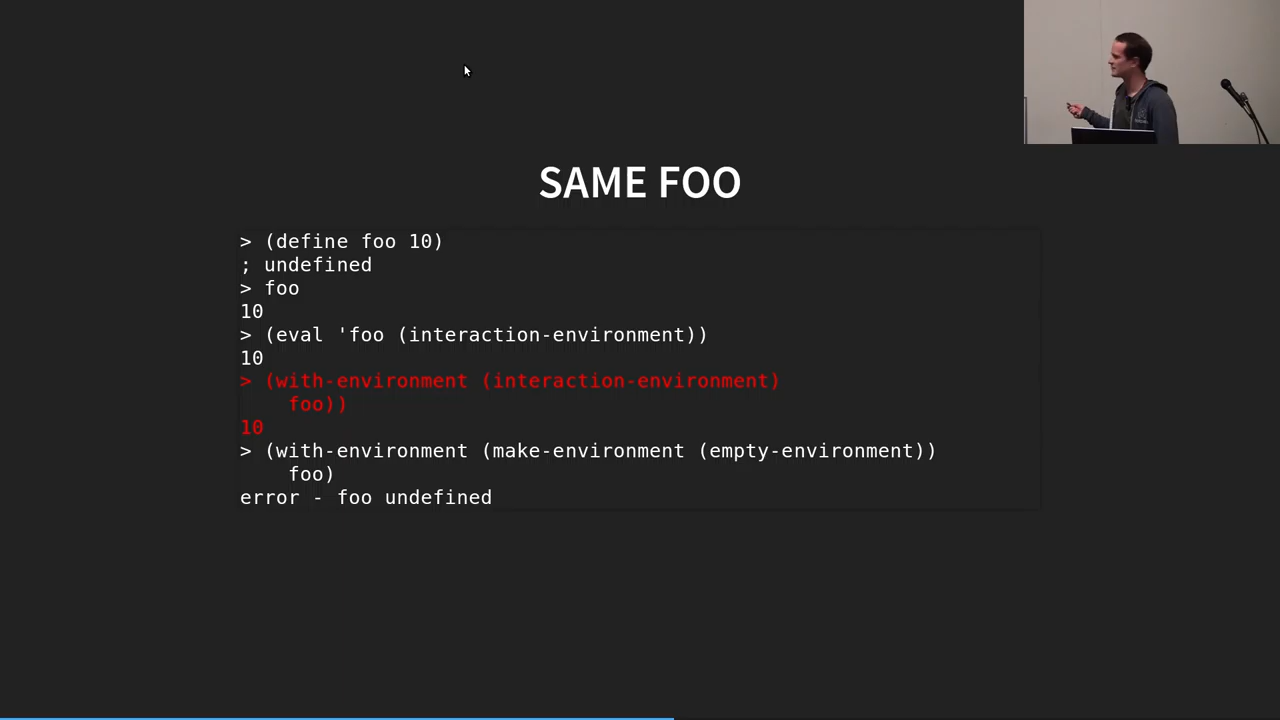 SAME FOO
> (define foo 10)
; undefined
> foo
10
> (eval 'foo (interaction-environment))
10
> (with-environment (interaction-environment)
    foo))
10
> (with-environment (make-environment (empty-environment))
    foo)
error - foo undefined